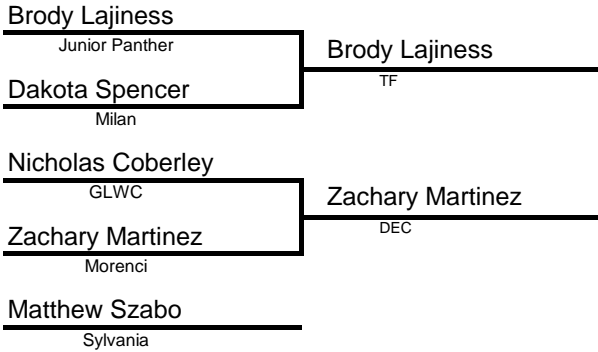 Brody Lajiness
Junior Panther
Brody Lajiness
TF
Dakota Spencer
Milan
Nicholas Coberley
GLWC
Zachary Martinez
DEC
Zachary Martinez
Morenci
Matthew Szabo
Sylvania